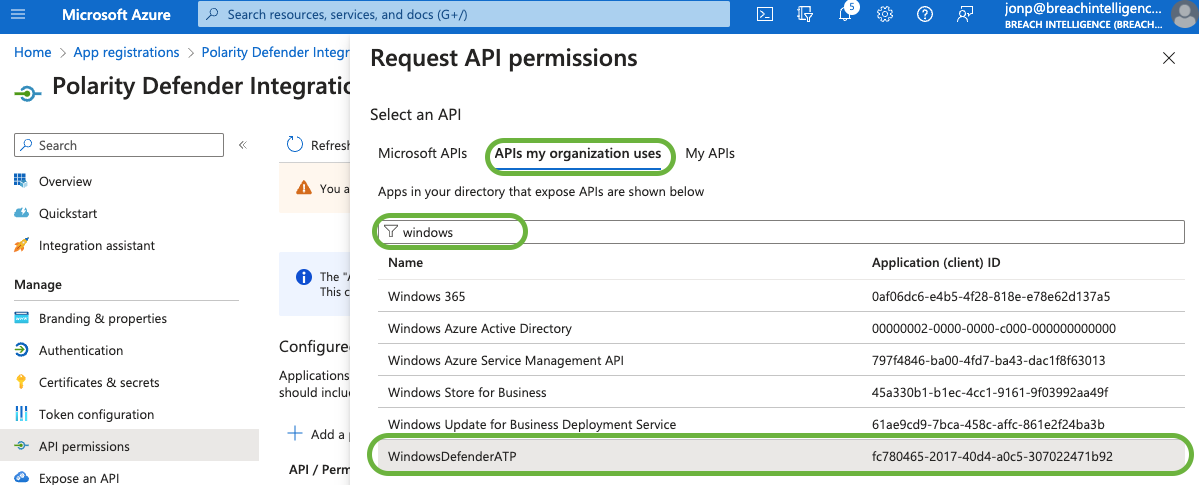 Microsoft Azure
Search resources, services, and docs (G+/)
5
jonp@breachintelligenc...
BREACH INTELLIGENCE (BREACH...
Home > App registrations > Polarity Defender Integr
Polarity Defender Integratio
Search
«
Overview
Quickstart
Integration assistant
Manage
Branding & properties
Authentication
Certificates & secrets
Token configuration
API permissions
Expose an API
Refresh
You a
The "A
This c
Configured
Applications
should inclu
Add a p
API / Perm
Request API permissions
Select an API
Microsoft APIs APIs my organization uses My APIs
Apps in your directory that expose APIs are shown below
windows
Name Application (client) ID
Windows 365 0af06dc6-e4b5-4f28-818e-e78e62d137a5
Windows Azure Active Directory 00000002-0000-0000-c000-000000000000
Windows Azure Service Management API 797f4846-ba00-4fd7-ba43-dac1f8f63013
Windows Store for Business 45a330b1-b1ec-4cc1-9161-9f03992aa49f
Windows Update for Business Deployment Service 61ae9cd9-7bca-458c-affc-861e2f24ba3b
WindowsDefenderATP fc780465-2017-40d4-a0c5-307022471b92